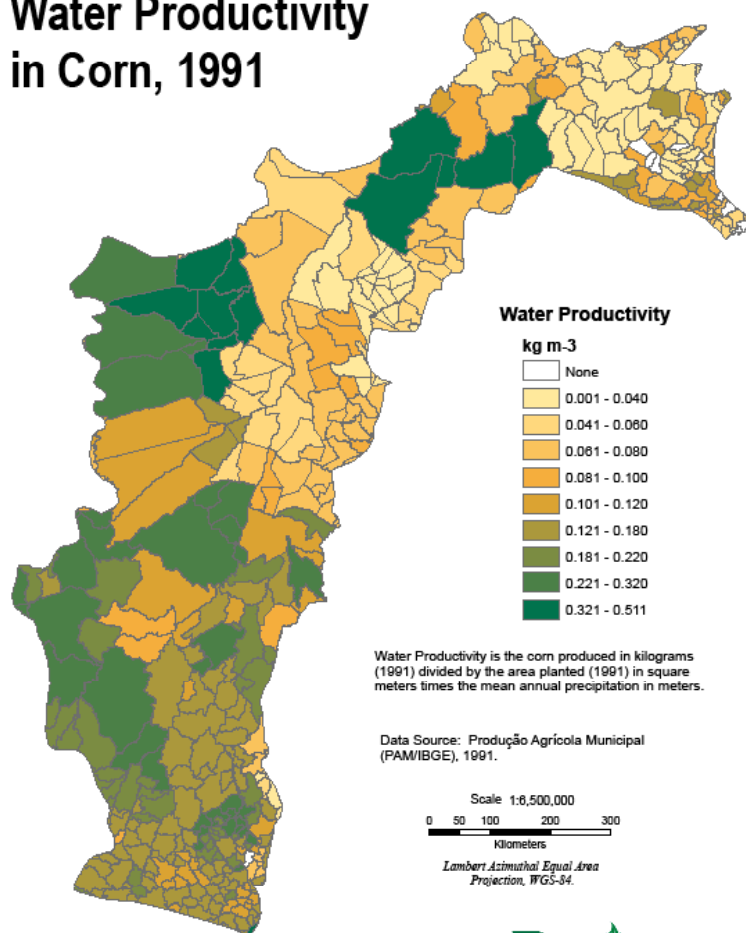 Water Productivity
in Corn, 1991
Water Productivity
kg m-3
None
0.001 - 0.040
0.041 - 0.060
0.061 - 0.080
0.081 - 0.100
0.101 - 0.120
0.121 - 0.180
0.181 - 0.220
0.221 - 0.320
0.321 - 0.511
Water Productivity is the corn produced in kilograms
(1991) divided by the area planted (1991) in square
meters times the mean annual precipitation in meters.
Data Source: Produção Agrícola Municipal
(PAM/IBGE), 1991.
Scale 1:6,500,000
0 50 100 200 300
Kilometers
Lambert Azimuthal Equal Area
Projection, WGS-84.